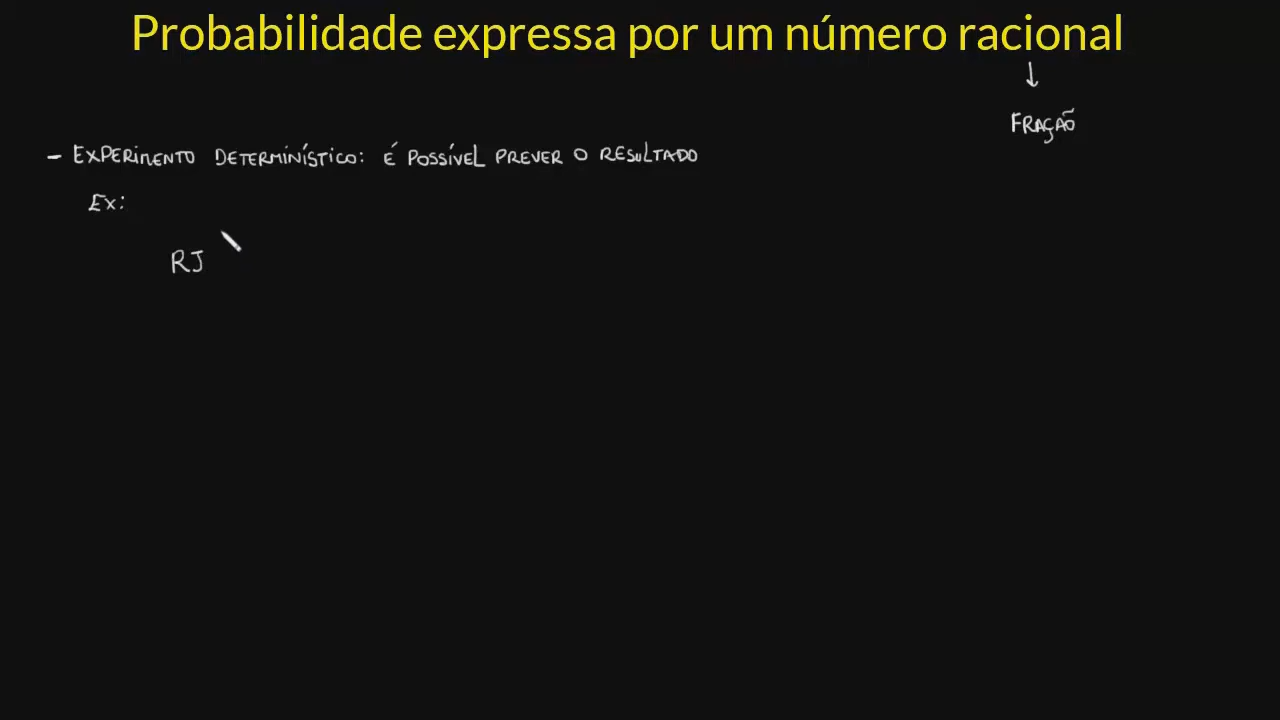 Probabilidade expressa por um número racional
↓
FRAÇÃO
- EXPERIMENTO DETERMINÍSTICO: É POSSÍVEL PREVER O RESULTADO
Ex:
RJ